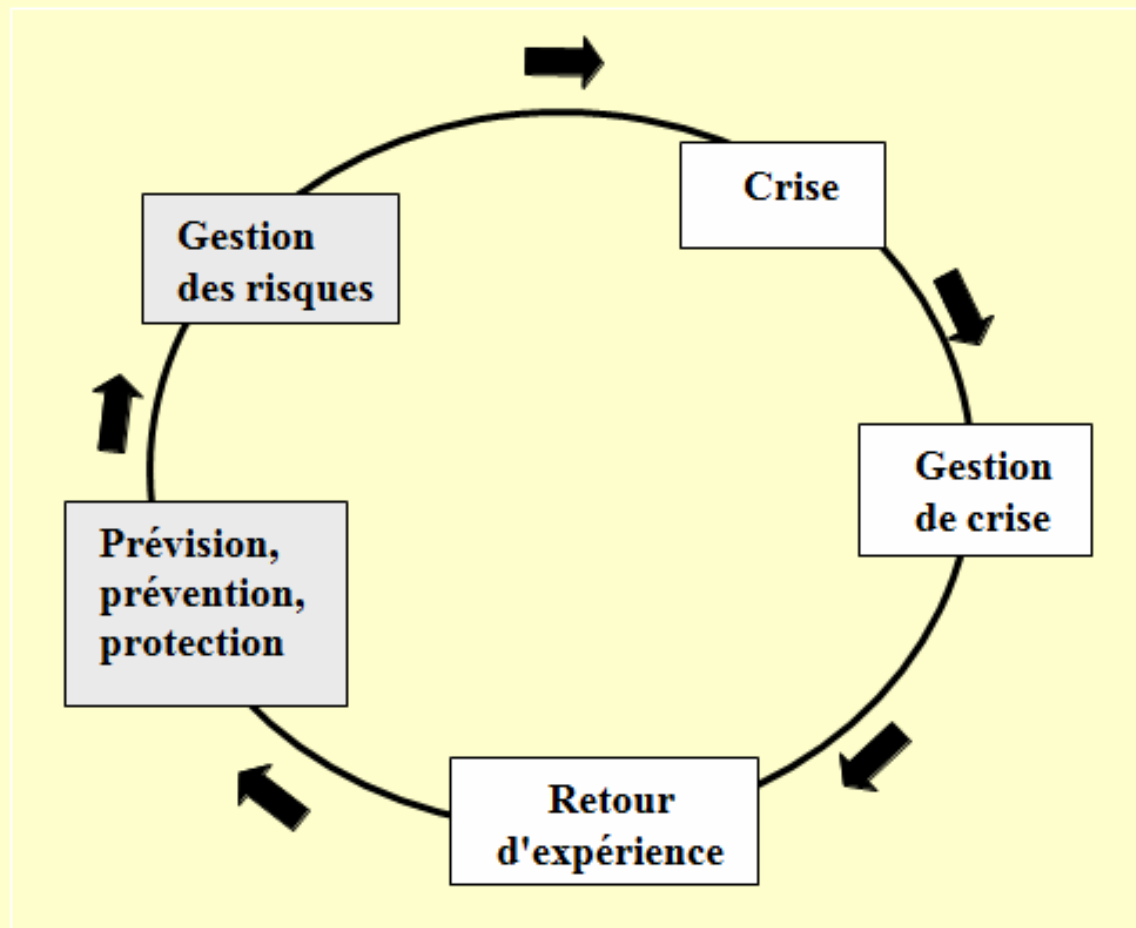 Crise
Gestion
des risques
Gestion
de crise
Prévision,
prévention,
protection
Retour
d'expérience